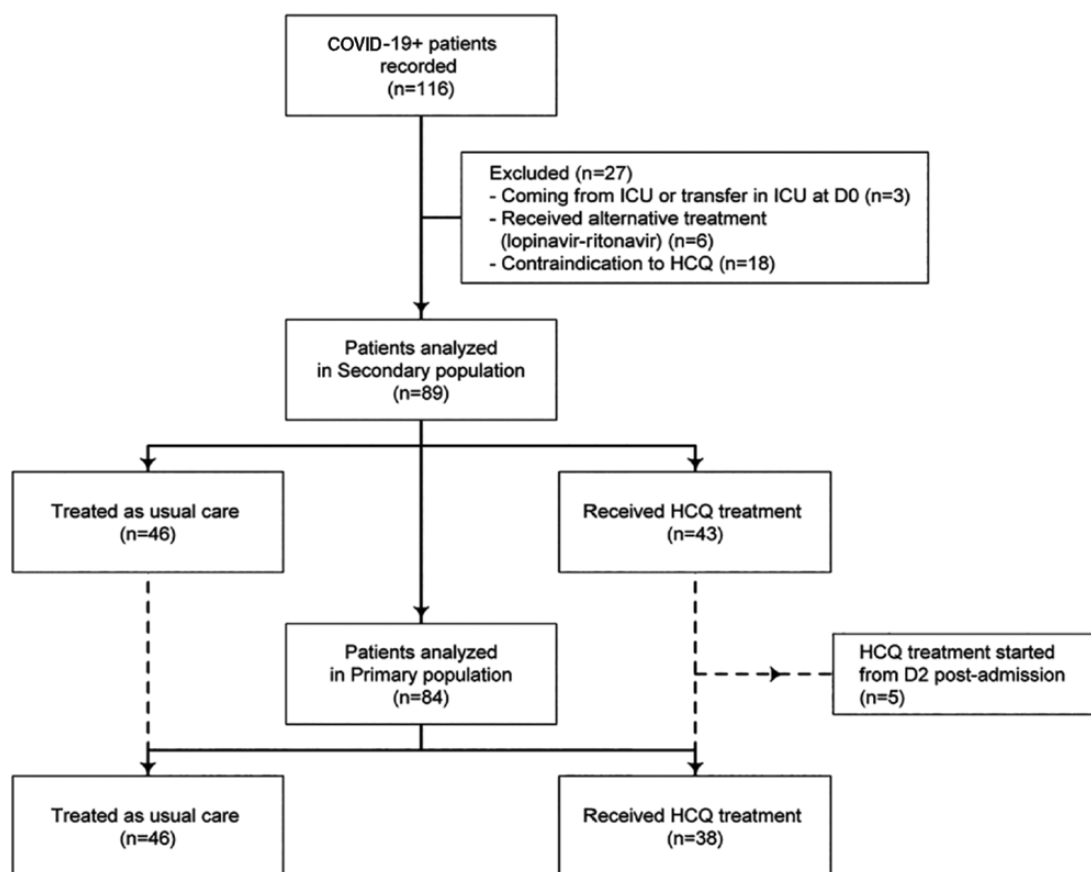 COVID-19+ patients
recorded
(n=116)
Excluded (n=27)
- Coming from ICU or transfer in ICU at D0 (n=3)
- Received alternative treatment
(lopinavir-ritonavir) (n=6)
- Contraindication to HCQ (n=18)
Patients analyzed
in Secondary population
(n=89)
Treated as usual care
(n=46)
Received HCQ treatment
(n=43)
Patients analyzed
in Primary population
(n=84)
HCQ treatment started
from D2 post-admission
(n=5)
Treated as usual care
(n=46)
Received HCQ treatment
(n=38)